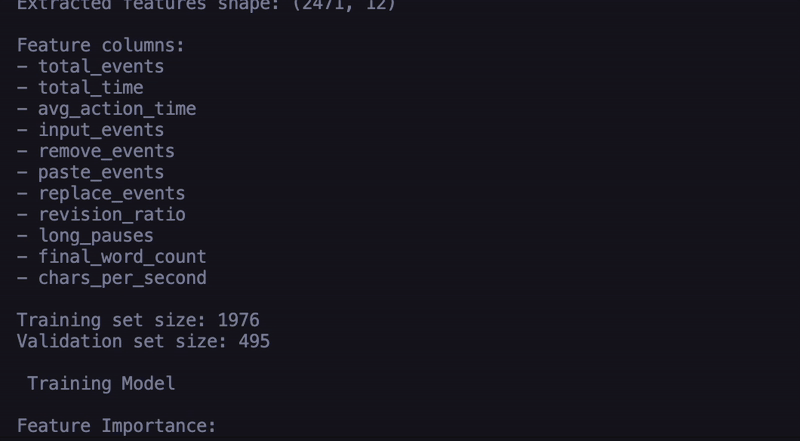 Extracted features shape: (2471, 12)
Feature columns:
- total_events
- total_time
- avg_action_time
- input_events
- remove_events
- paste_events
- replace_events
- revision_ratio
- long_pauses
- final_word_count
- chars_per_second
Training set size: 1976
Validation set size: 495
Training Model
Feature Importance: